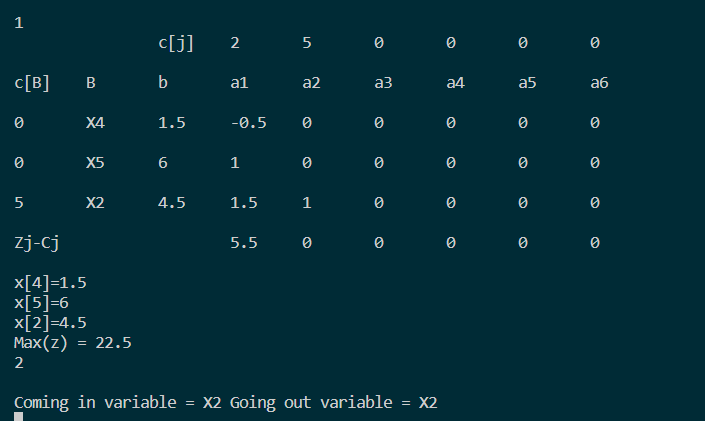 1
c[j] 2 5 0 0 0 0
c[B] B b a1 a2 a3 a4 a5 a6
0 X4 1.5 -0.5 0 0 0 0 0
0 X5 6 1 0 0 0 0 0
5 X2 4.5 1.5 1 0 0 0 0
Zj-Cj 5.5 0 0 0 0 0
x[4]=1.5
x[5]=6
x[2]=4.5
Max(z) = 22.5
2
Coming in variable = X2 Going out variable = X2